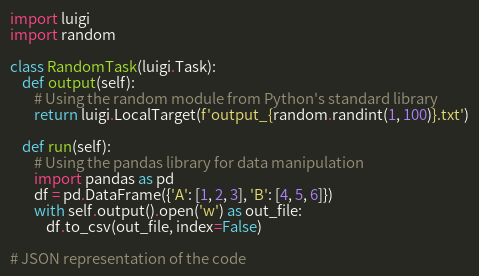 import luigi
import random

class RandomTask(luigi.Task):
    def output(self):
        # Using the random module from Python's standard library
        return luigi.LocalTarget(f'output_{random.randint(1, 100)}.txt')

    def run(self):
        # Using the pandas library for data manipulation
        import pandas as pd
        df = pd.DataFrame({'A': [1, 2, 3], 'B': [4, 5, 6]})
        with self.output().open('w') as out_file:
            df.to_csv(out_file, index=False)

# JSON representation of the code